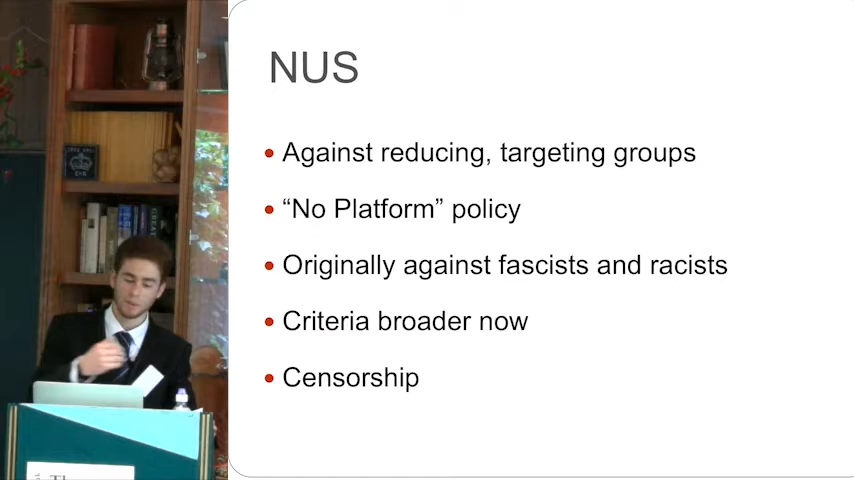 NUS
Against reducing, targeting groups
“No Platform” policy
Originally against fascists and racists
Criteria broader now
Censorship